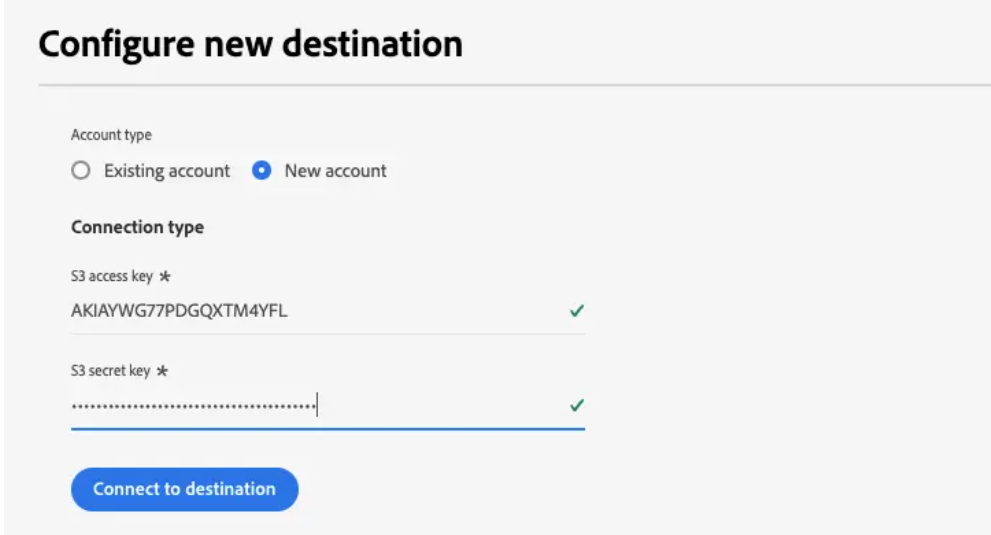 Configure new destination
Account type
Existing account New account
Connection type
S3 access key *
AKIAYWG77PDGQXTM4YFL
S3 secret key *
••••••••••••••••••••••••••••••••••••••••
Connect to destination